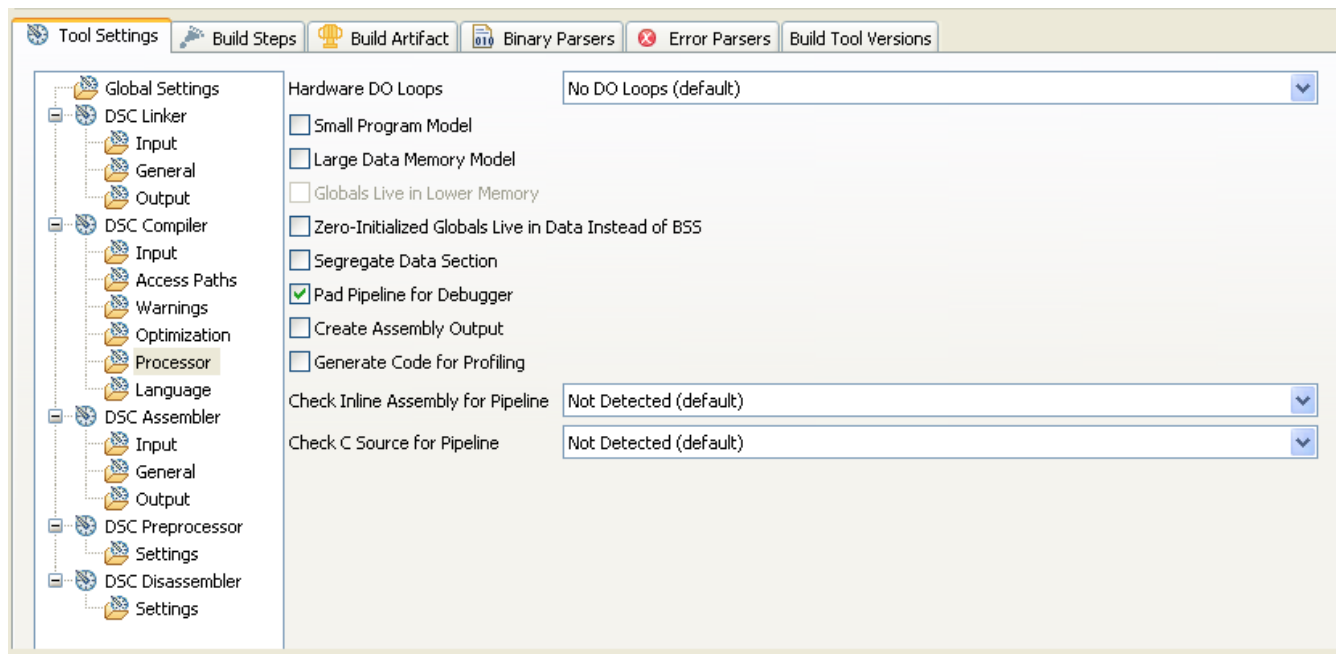 Tool Settings
Build Steps
Build Artifact
Binary Parsers
Error Parsers
Build Tool Versions
Global Settings
DSC Linker
Input
General
Output
DSC Compiler
Input
Access Paths
Warnings
Optimization
Processor
Language
DSC Assembler
Input
General
Output
DSC Preprocessor
Settings
DSC Disassembler
Settings
Hardware DO Loops
No DO Loops (default)
Small Program Model
Large Data Memory Model
Globals Live in Lower Memory
Zero-Initialized Globals Live in Data Instead of BSS
Segregate Data Section
Pad Pipeline for Debugger
Create Assembly Output
Generate Code for Profiling
Check Inline Assembly for Pipeline
Not Detected (default)
Check C Source for Pipeline
Not Detected (default)